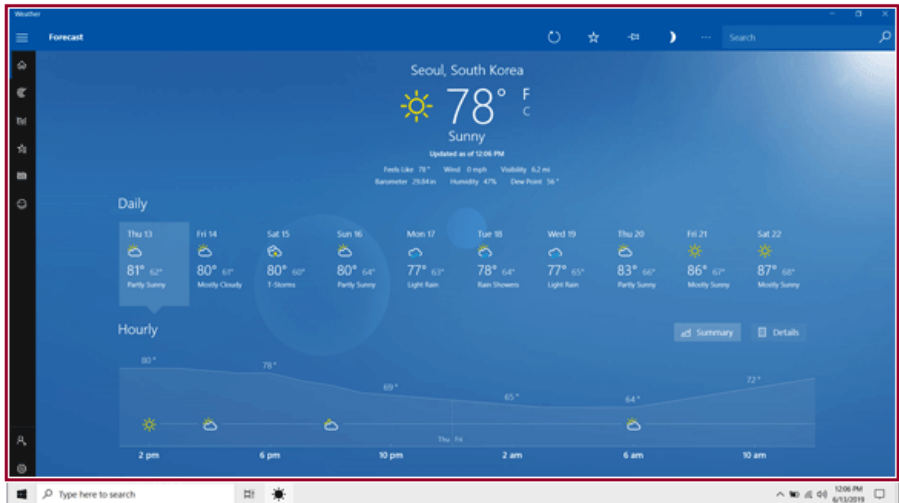 Weather
Forecast
Search
Seoul, South Korea
78° F
C
Sunny
Updated as of 12:06 PM
Feels Like 78° Wind 0 mph Visibility 6.2 mi
Barometer 29.84 in Humidity 47% Dew Point 56°
Daily
Thu 13 Fri 14 Sat 15 Sun 16 Mon 17 Tue 18 Wed 19 Thu 20 Fri 21 Sat 22
81° 62° 80° 61° 80° 60° 80° 64° 77° 63° 78° 64° 77° 65° 83° 66° 86° 67° 87° 68°
Partly Sunny Mostly Cloudy T-Storms Partly Sunny Light Rain Rain Showers Light Rain Partly Sunny Mostly Sunny Mostly Sunny
Hourly
Summary Details
80° 78° 69° 65° 64° 72°
Thu Fri
2 pm 6 pm 10 pm 2 am 6 am 10 am
Type here to search
12:06 PM
6/13/2019